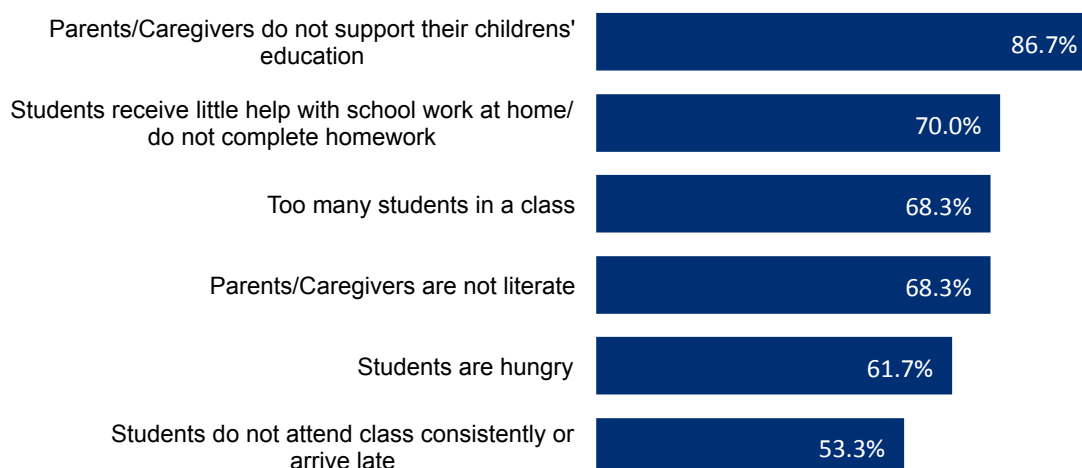 Parents/Caregivers do not support their childrens'
education
86.7%
Students receive little help with school work at home/
do not complete homework
70.0%
Too many students in a class
68.3%
Parents/Caregivers are not literate
68.3%
Students are hungry
61.7%
Students do not attend class consistently or
arrive late
53.3%